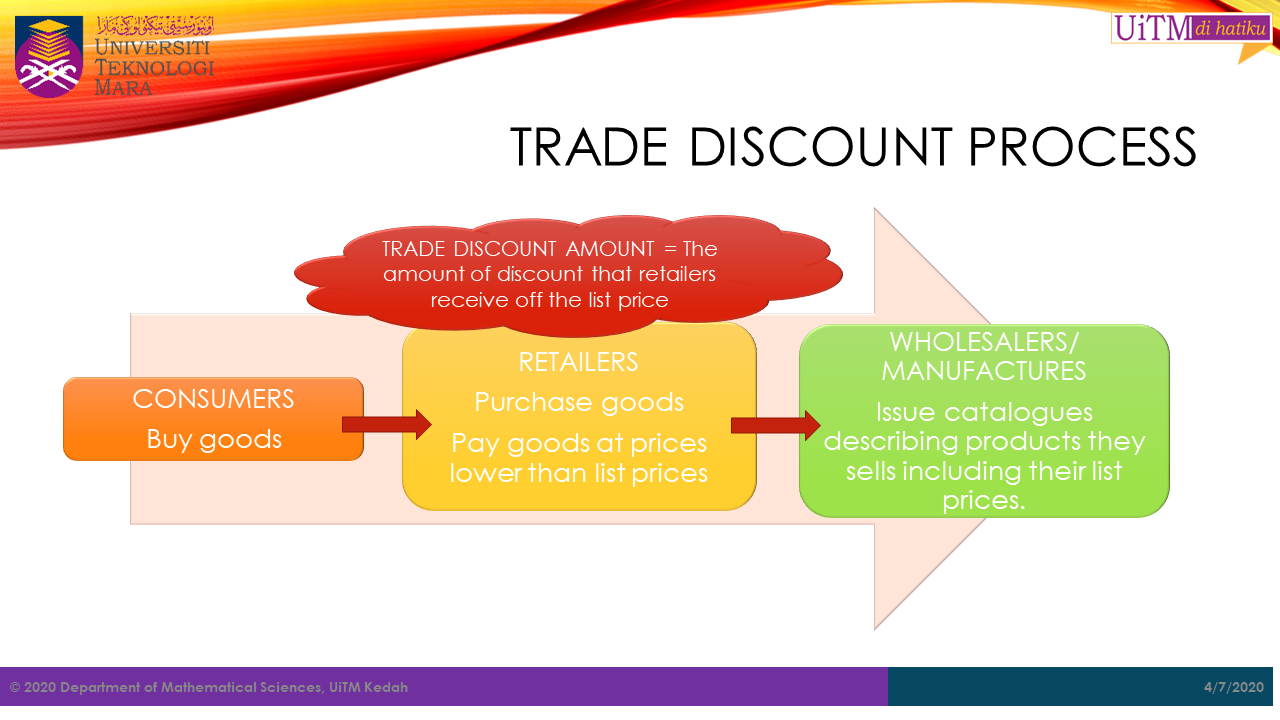 UNIVERSITI
TEKNOLOGI
MARA
UiTM di hatiku
TRADE DISCOUNT PROCESS
TRADE DISCOUNT AMOUNT = The
amount of discount that retailers
receive off the list price
CONSUMERS
Buy goods
RETAILERS
Purchase goods
Pay goods at prices
lower than list prices
WHOLESALERS/
MANUFACTURES
Issue catalogues
describing products they
sells including their list
prices.
© 2020 Department of Mathematical Sciences, UiTM Kedah
4/7/2020